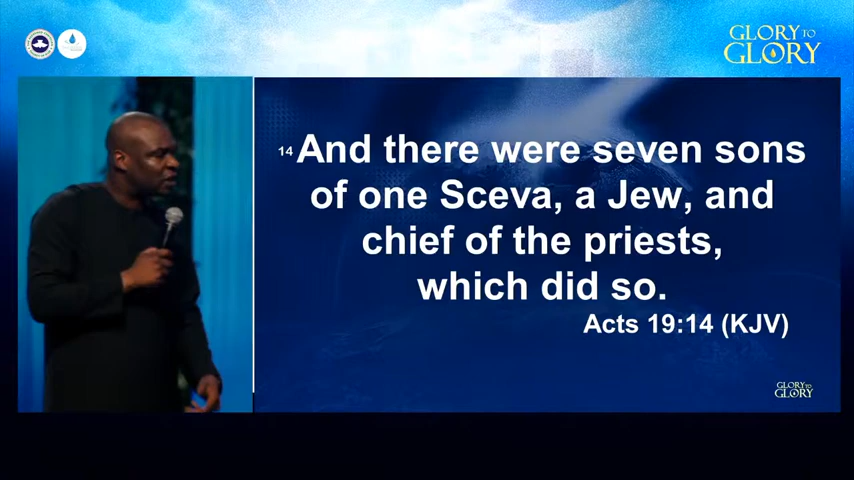 GLORY TO
GLORY
14 And there were seven sons
of one Sceva, a Jew, and
chief of the priests,
which did so.
Acts 19:14 (KJV)
GLORY TO
GLORY